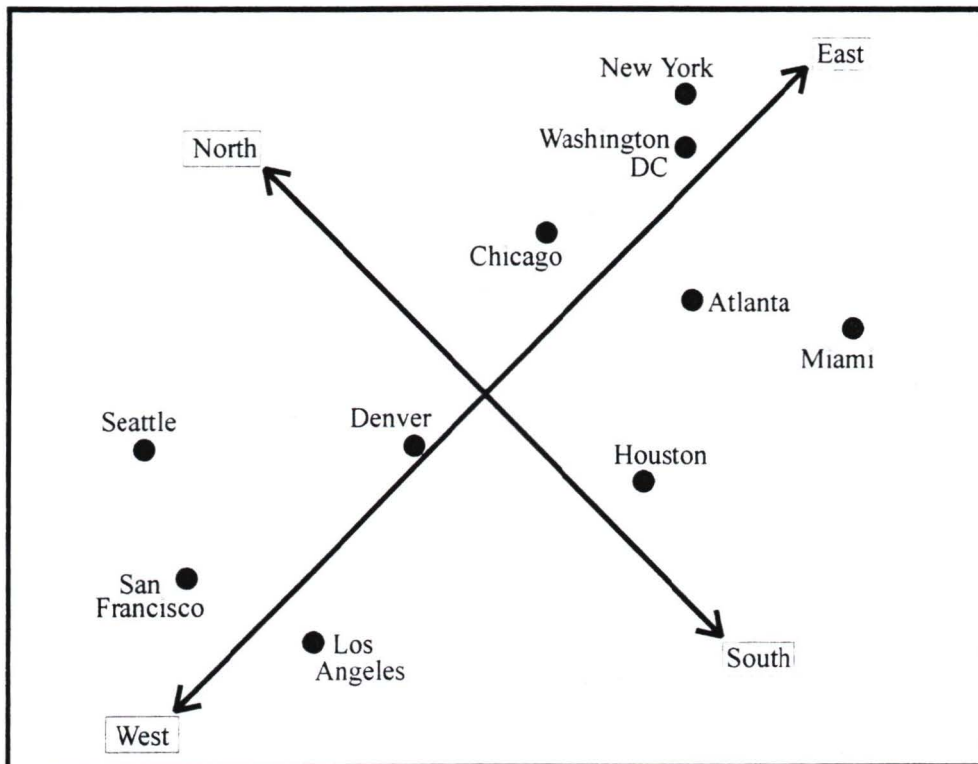 East
New York
Washington
DC
North
Chicago
Atlanta
Miami
Seattle
Denver
Houston
San
Francisco
Los
Angeles
South
West